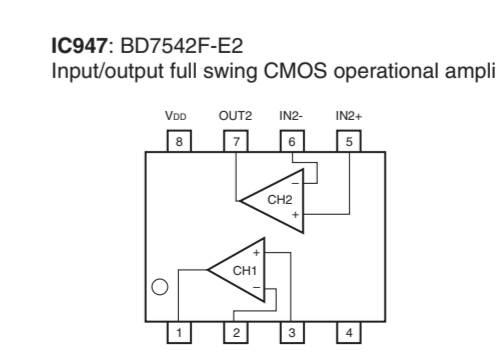 IC947: BD7542F-E2
Input/output full swing CMOS operational ampli
VDD OUT2 IN2- IN2+
8 7 6 5
−
CH2
+
+
CH1
−
1 2 3 4